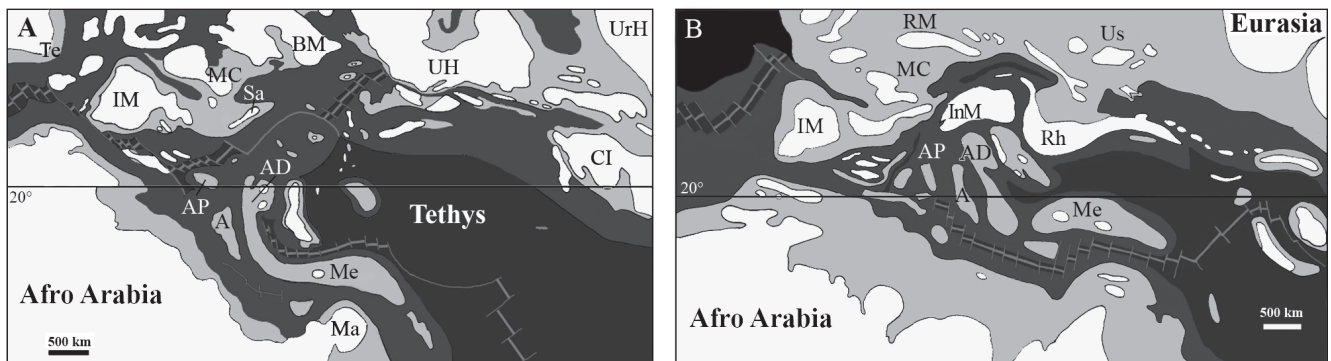 A
Te
BM
UrH
MC
UH
IM
Sa
CI
AD
20°
AP
A
Tethys
Me
Afro Arabia
Ma
500 km
B
RM
Us
Eurasia
MC
InM
IM
Rh
AP
AD
20°
A
Me
Afro Arabia
500 km